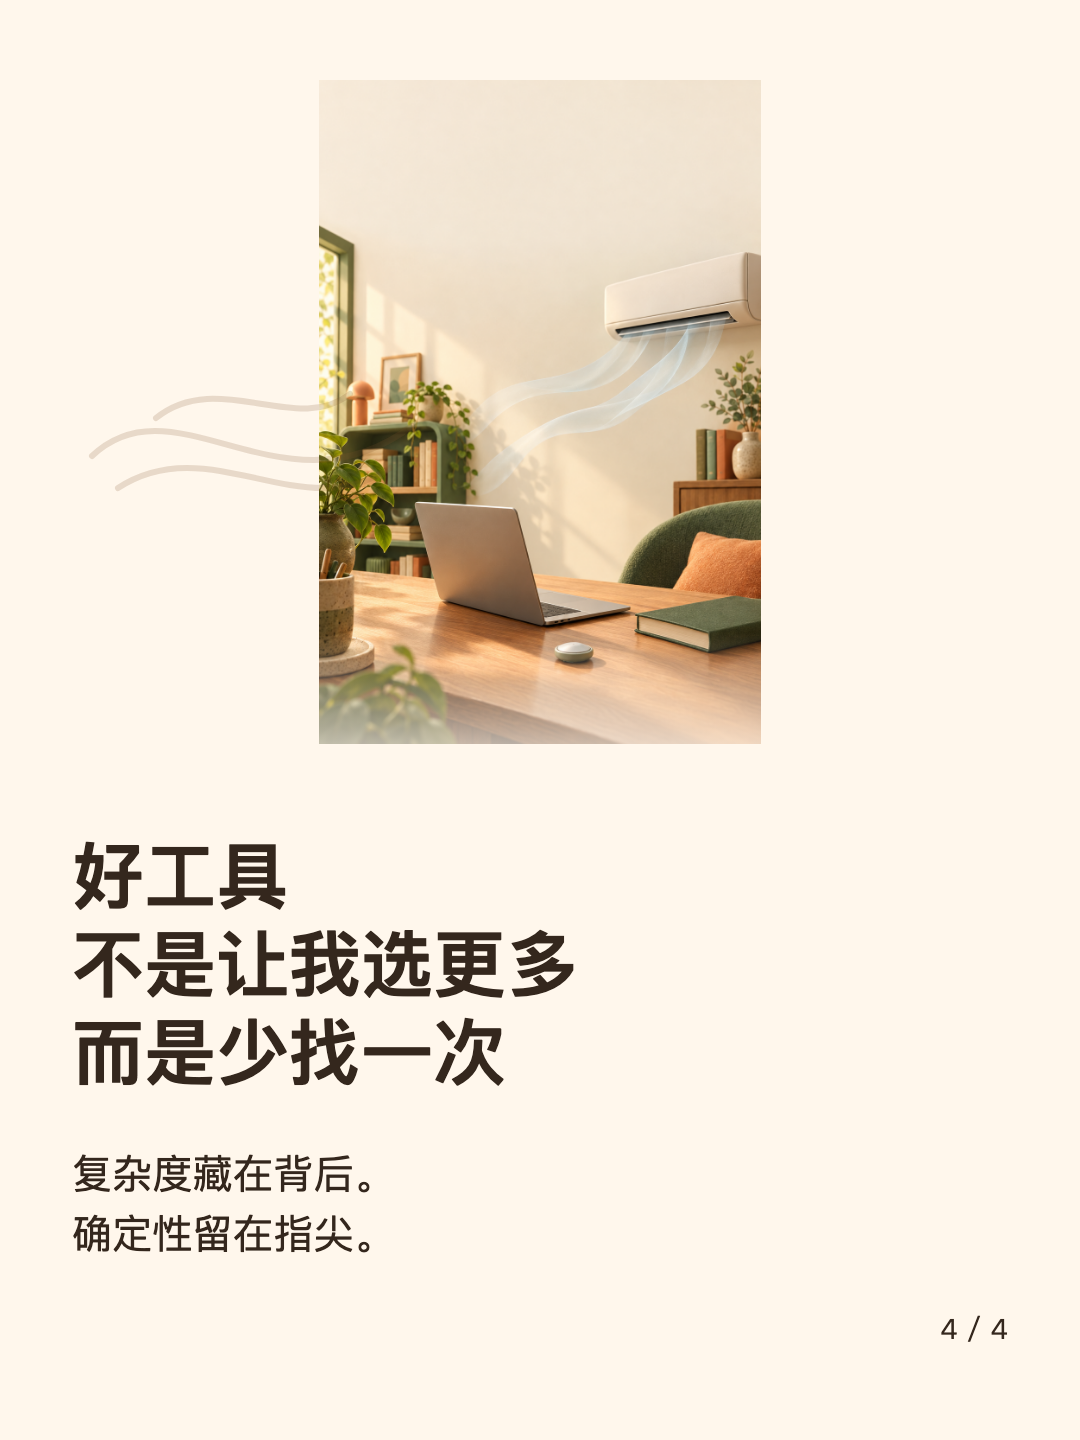 好工具
不是让我选更多
而是少找一次
复杂度藏在背后。
确定性留在指尖。
4 / 4